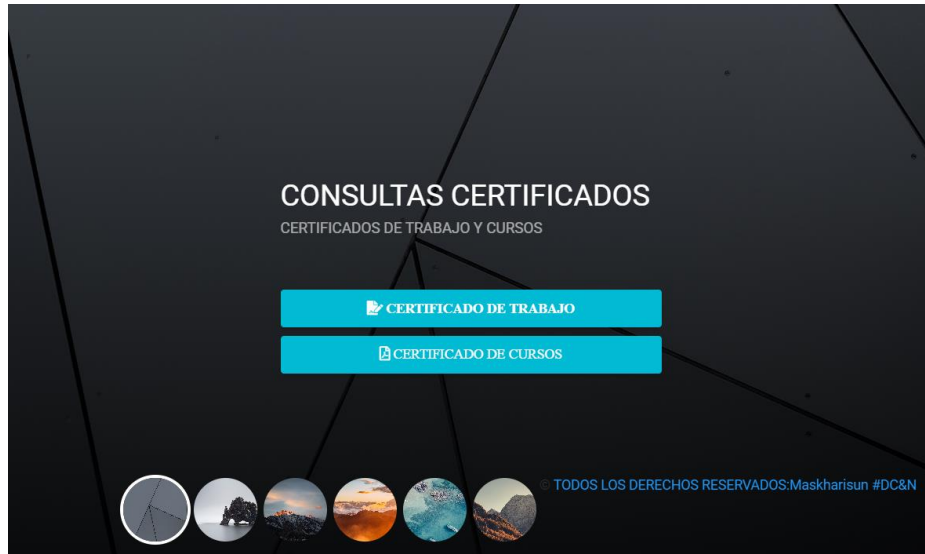 CONSULTAS CERTIFICADOS
CERTIFICADOS DE TRABAJO Y CURSOS
CERTIFICADO DE TRABAJO
CERTIFICADO DE CURSOS
© TODOS LOS DERECHOS RESERVADOS:Maskharisun #DC&N